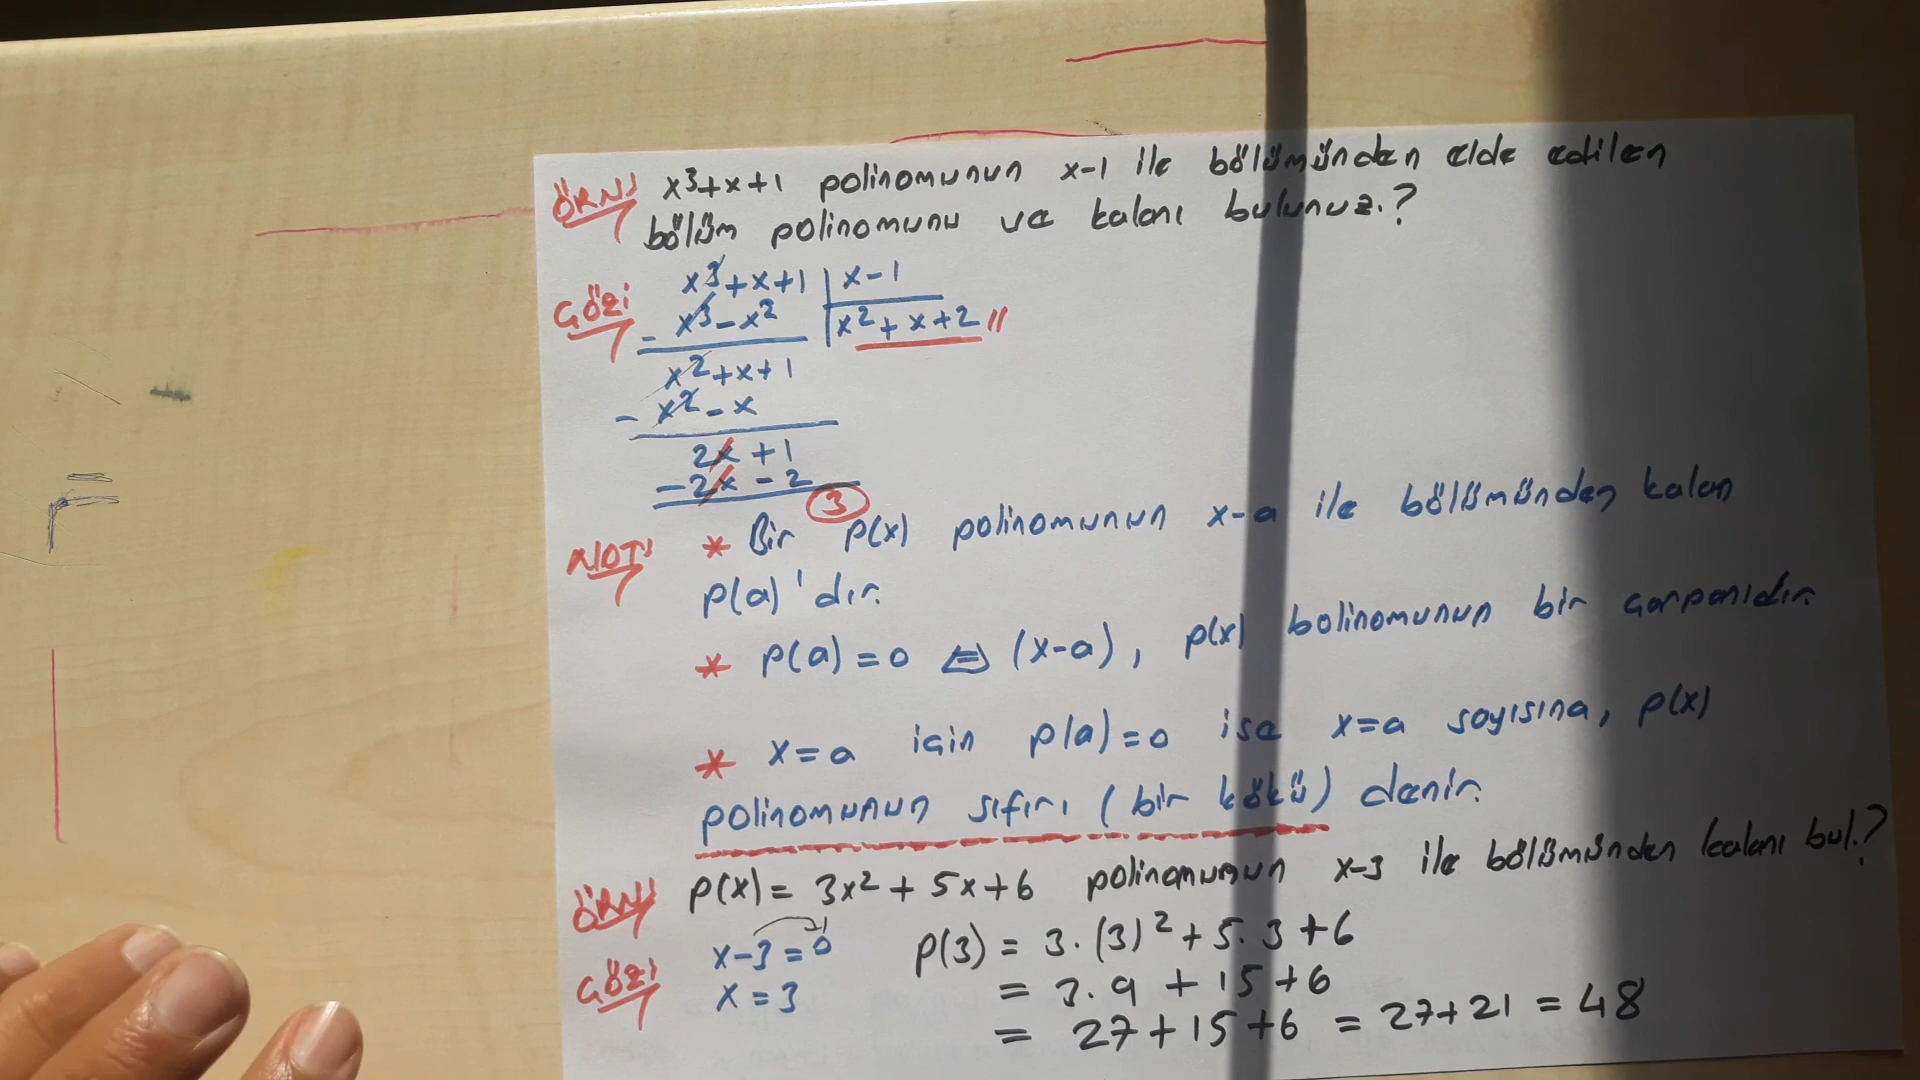 ÖRN: x³+x+1 polinomunun x-1 ile bölümünden elde edilen
bölüm polinomunu ve kalanı bulunuz.?
ÇÖZ: x³+x+1 | x-1
- x³-x² | x²+x+2 //
x²+x+1
- x²-x
2x+1
-2x-2
3
NOT: * Bir P(x) polinomunun x-a ile bölümünden kalan
P(a)'dır.
* P(a)=0 ⇔ (x-a), P(x) bolinomunun bir çarpanıdır.
* x=a için P(a)=0 ise x=a sayısına, P(x)
polinomunun sıfırı (bir kökü) denir.
ÖRN: P(x)= 3x²+5x+6 polinomunun x-3 ile bölümünden kalanı bul.?
ÇÖZ: x-3=0 P(3) = 3.(3)²+5.3+6
x=3 = 3.9+15+6
= 27+15+6 = 27+21 = 48